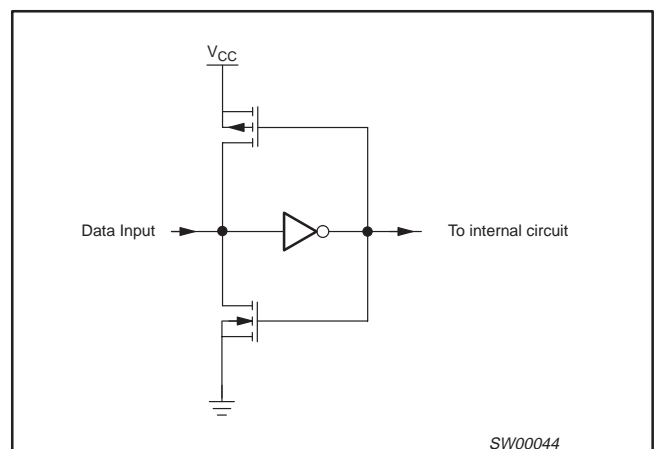 VCC
Data Input
To internal circuit
SW00044